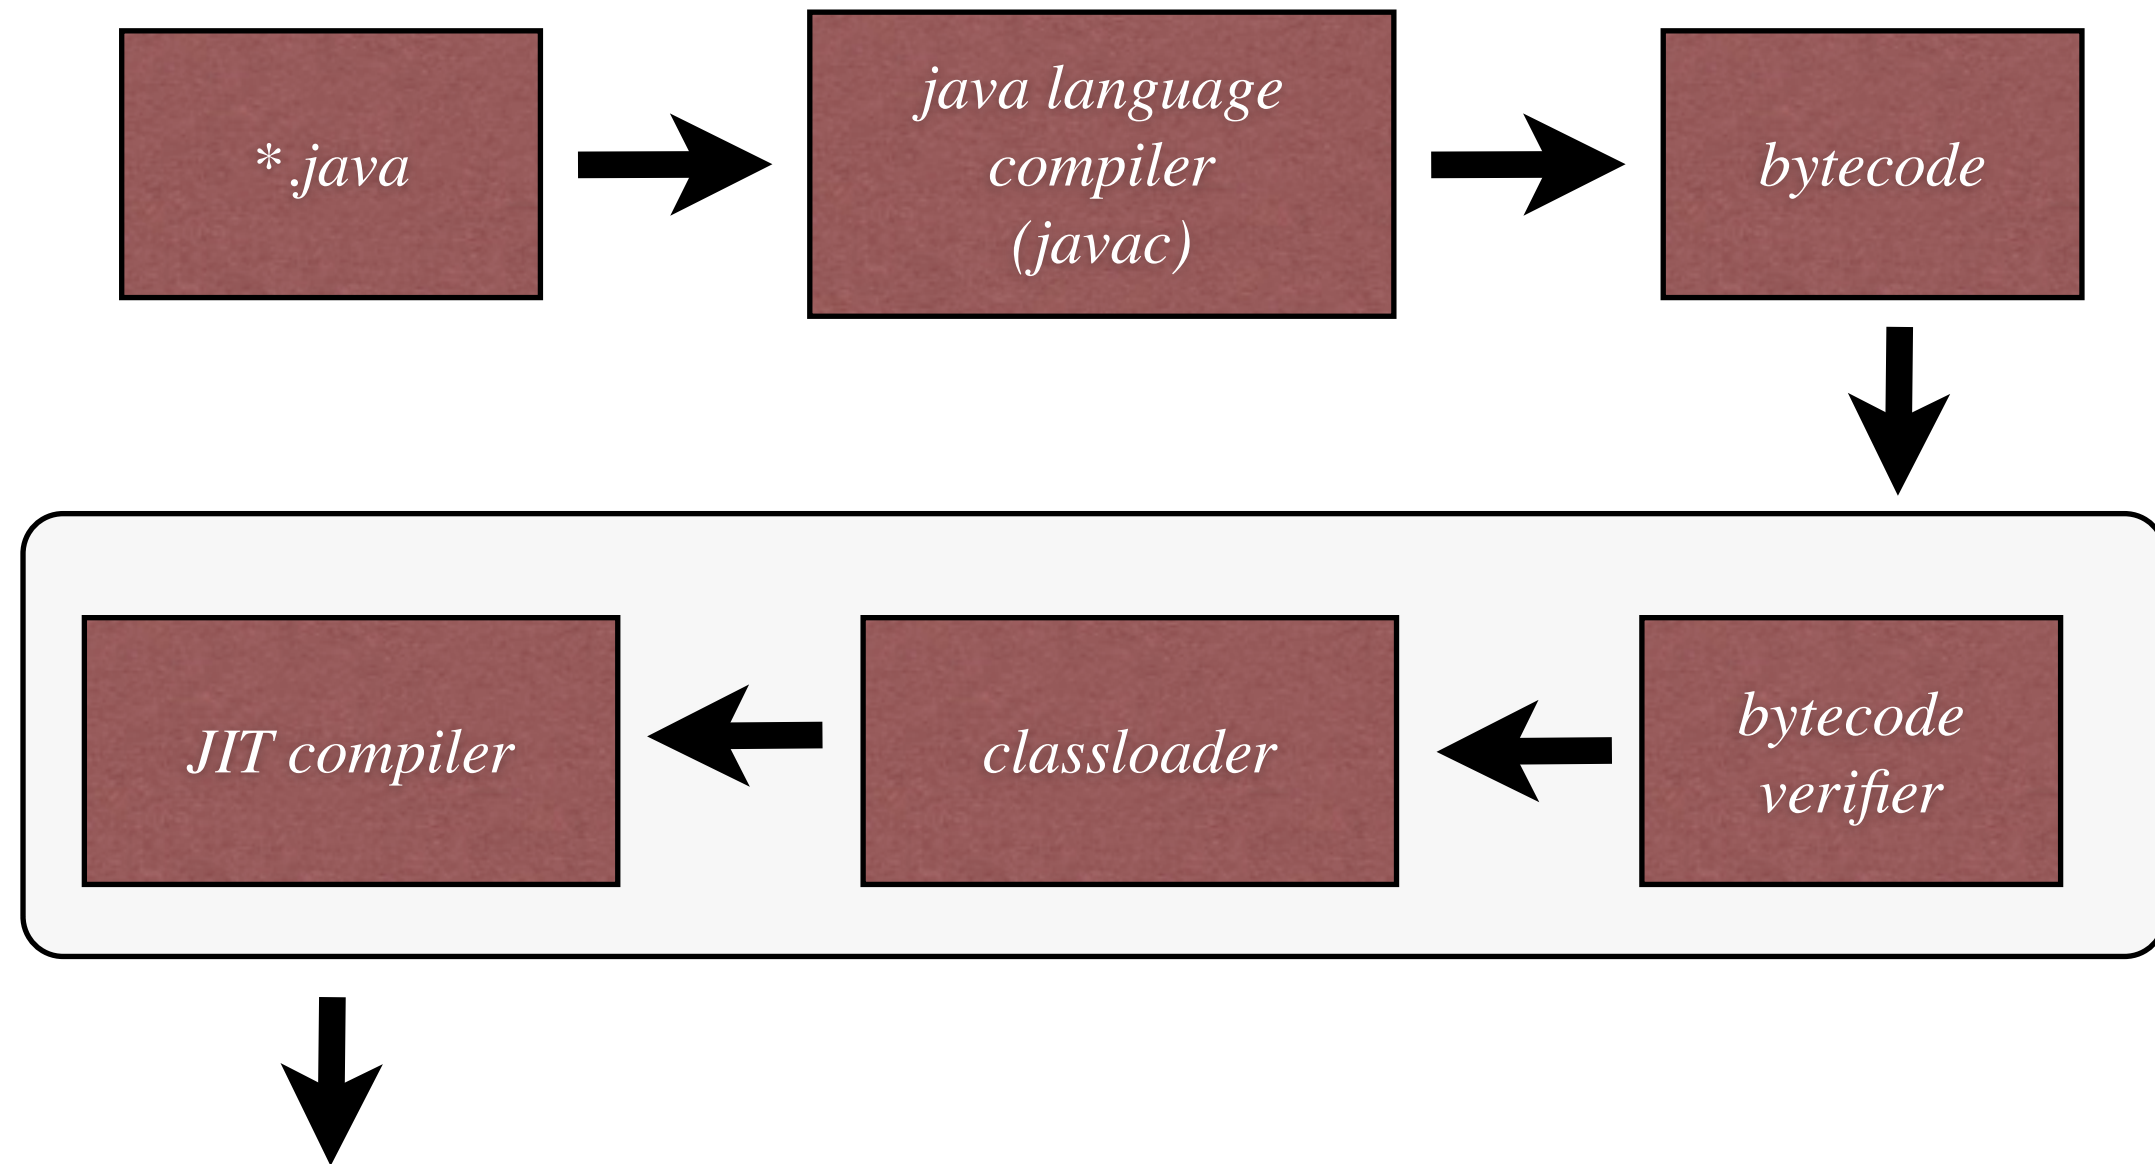 *.java
java language
compiler
(javac)
bytecode
JIT compiler
classloader
bytecode
verifier